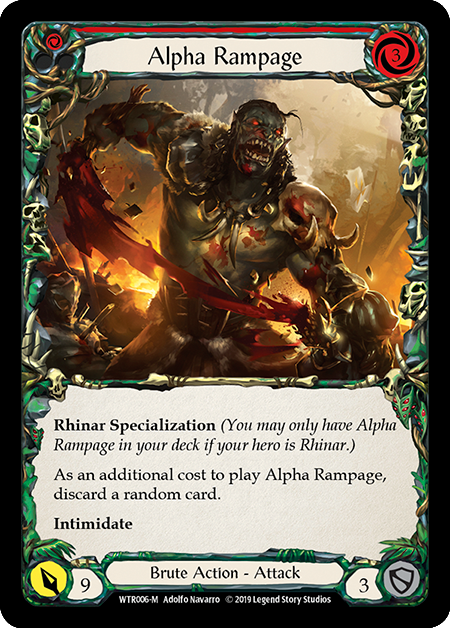 Alpha Rampage
3
Rhinar Specialization (You may only have Alpha
Rampage in your deck if your hero is Rhinar.)
As an additional cost to play Alpha Rampage,
discard a random card.
Intimidate
9
Brute Action - Attack
3
WTR006-M Adolfo Navarro © 2019 Legend Story Studios